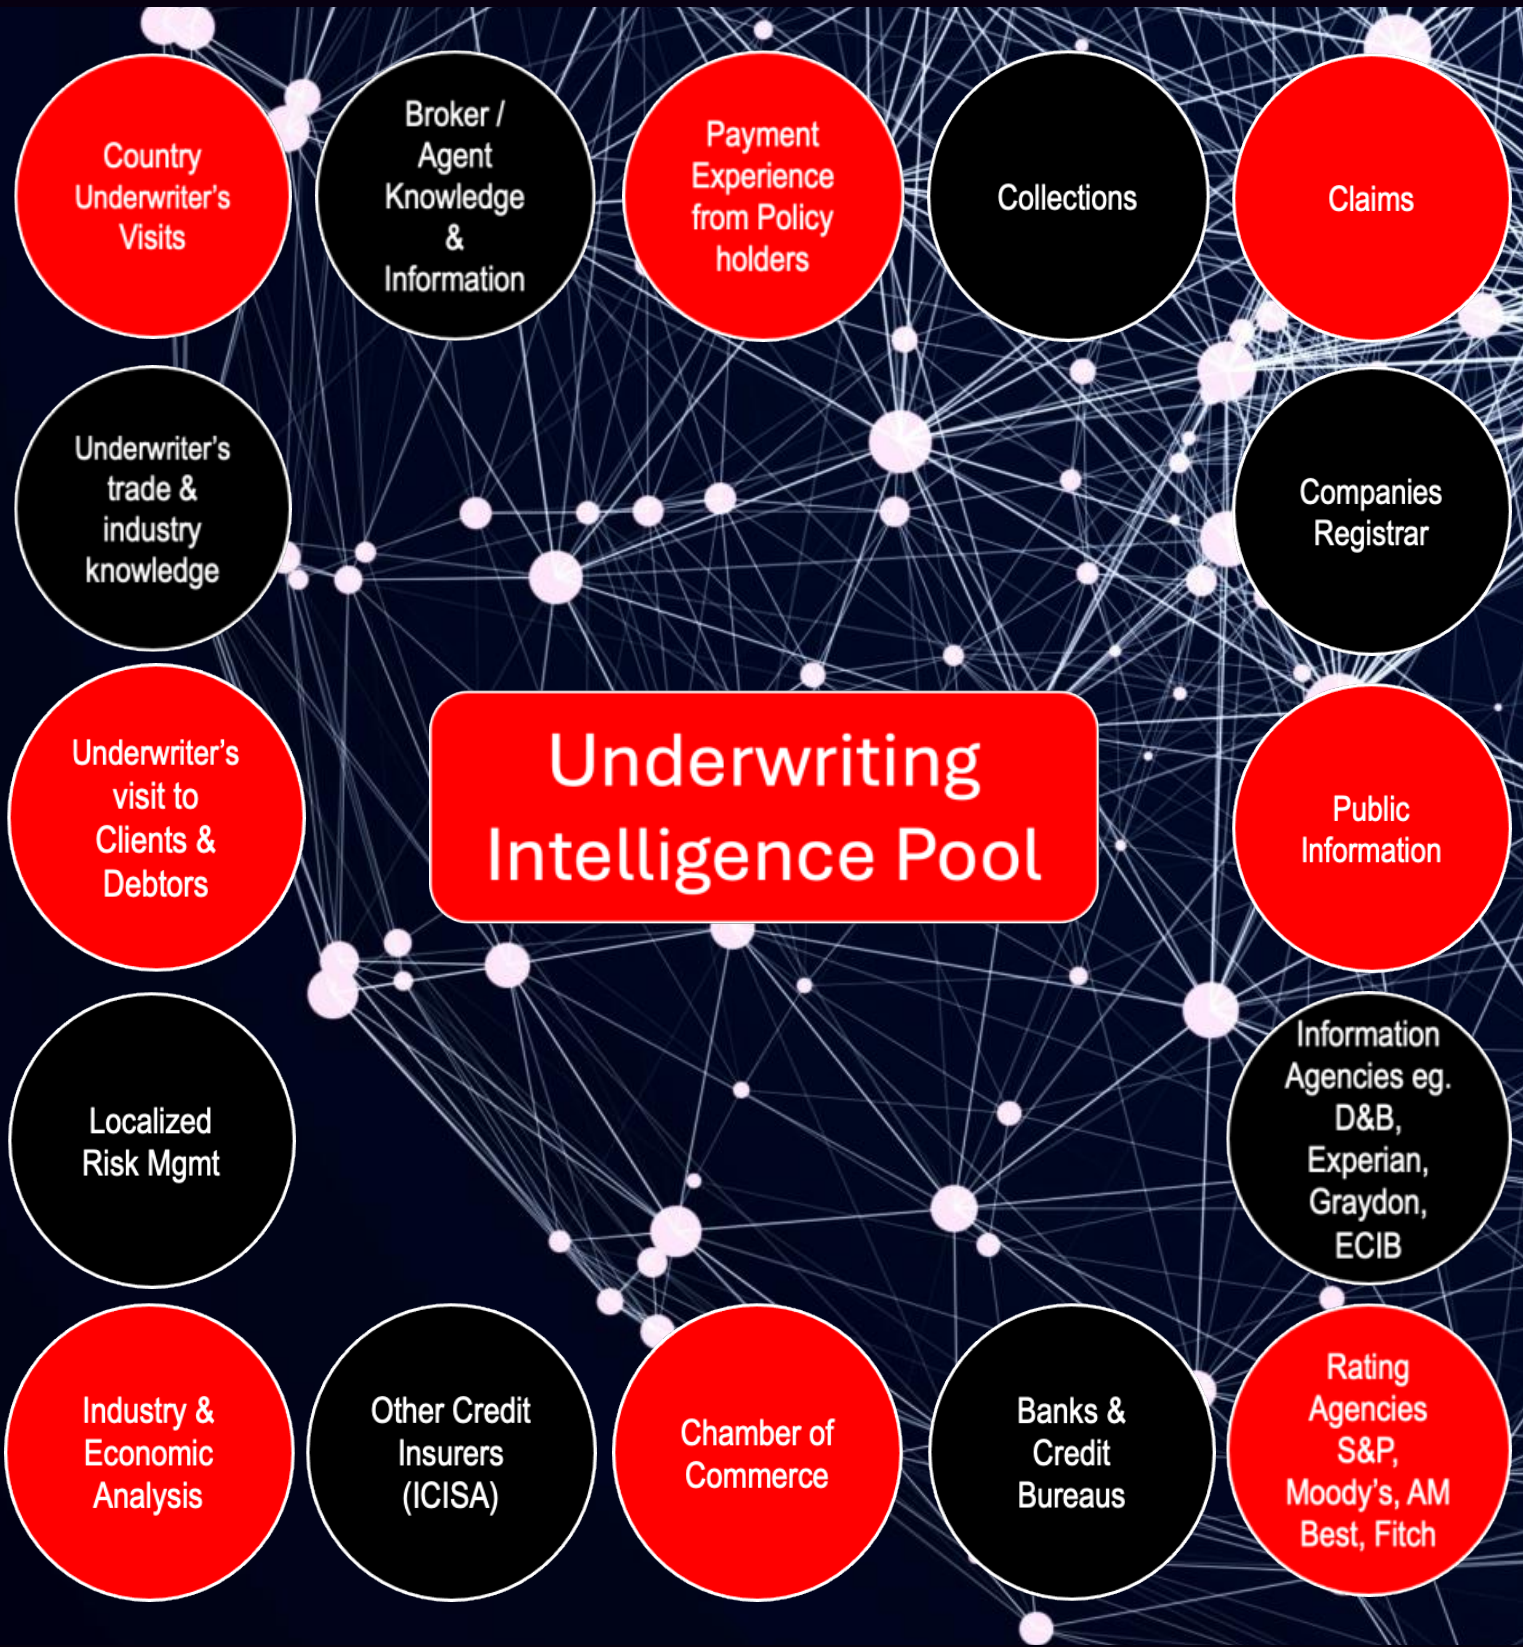 Country
Underwriter’s
Visits
Broker /
Agent
Knowledge
&
Information
Payment
Experience
from Policy
holders
Collections
Claims
Underwriter’s
trade &
industry
knowledge
Companies
Registrar
Underwriter’s
visit to
Clients &
Debtors
Underwriting
Intelligence Pool
Public
Information
Localized
Risk Mgmt
Information
Agencies eg.
D&B,
Experian,
Graydon,
ECIB
Industry &
Economic
Analysis
Other Credit
Insurers
(ICISA)
Chamber of
Commerce
Banks &
Credit
Bureaus
Rating
Agencies
S&P,
Moody’s, AM
Best, Fitch